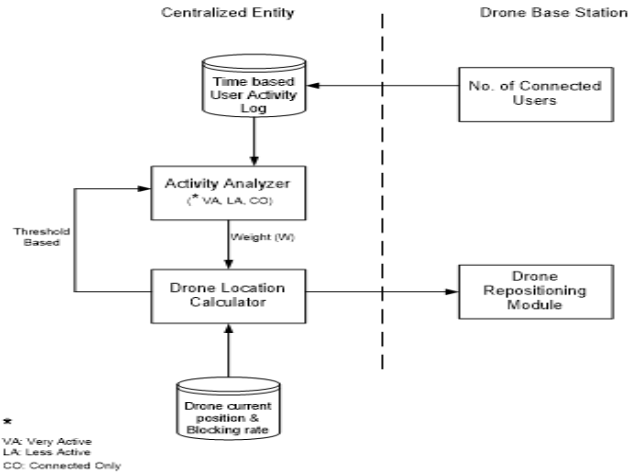 Centralized Entity
Drone Base Station
Time based
User Activity
Log
No. of Connected
Users
Activity Analyzer
(* VA, LA, CO)
Threshold
Based
Weight (W)
Drone Location
Calculator
Drone
Repositioning
Module
Drone current
position &
Blocking rate
*
VA: Very Active
LA: Less Active
CO: Connected Only